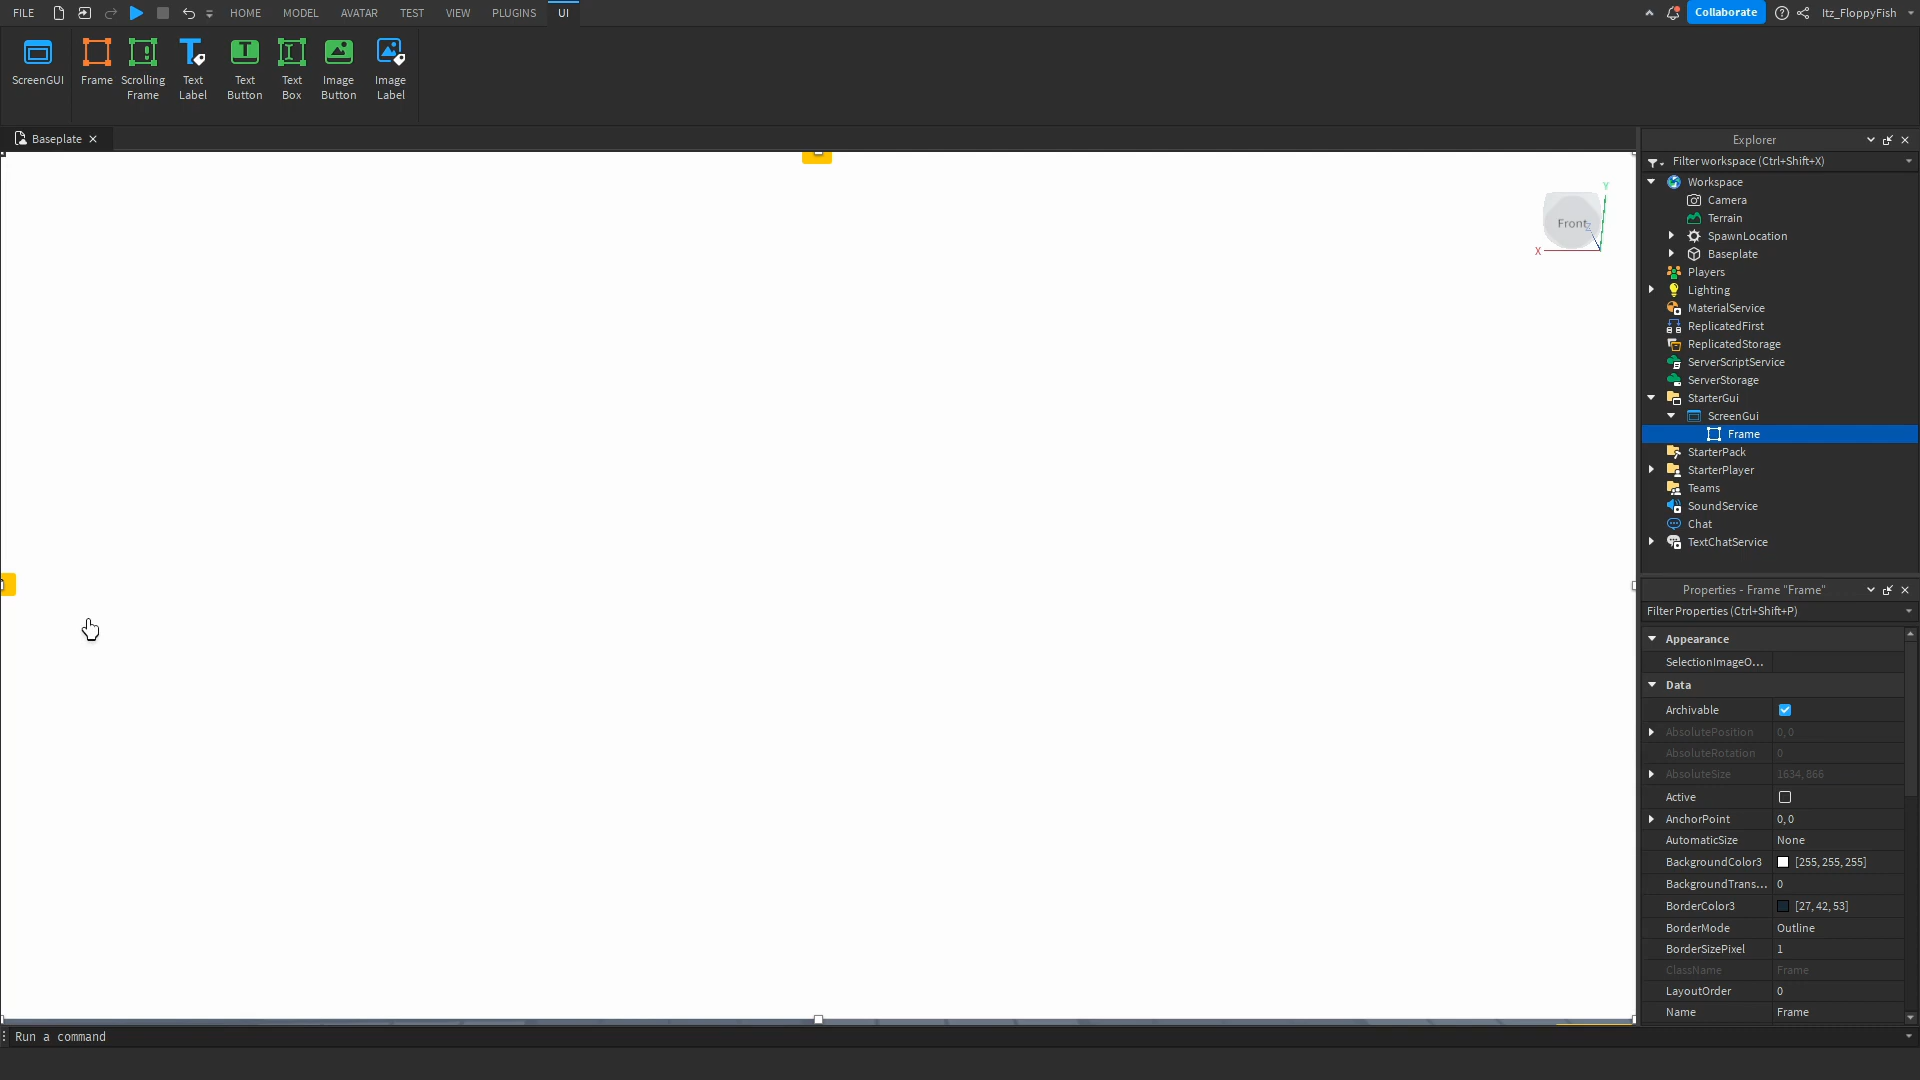 FILE HOME MODEL AVATAR TEST VIEW PLUGINS UI Collaborate Itz_FloppyFish
ScreenGUI
Frame
Scrolling
Frame
Text
Label
Text
Button
Text
Box
Image
Button
Image
Label
Baseplate
Front
X
Y
Z
Explorer
Filter workspace (Ctrl+Shift+X)
Workspace
Camera
Terrain
SpawnLocation
Baseplate
Players
Lighting
MaterialService
ReplicatedFirst
ReplicatedStorage
ServerScriptService
ServerStorage
StarterGui
ScreenGui
Frame
StarterPack
StarterPlayer
Teams
SoundService
Chat
TextChatService
Properties - Frame "Frame"
Filter Properties (Ctrl+Shift+P)
Appearance
SelectionImageO...
Data
Archivable
AbsolutePosition 0, 0
AbsoluteRotation 0
AbsoluteSize 1634, 866
Active
AnchorPoint 0, 0
AutomaticSize None
BackgroundColor3 [255, 255, 255]
BackgroundTrans... 0
BorderColor3 [27, 42, 53]
BorderMode Outline
BorderSizePixel 1
ClassName Frame
LayoutOrder 0
Name Frame
Run a command